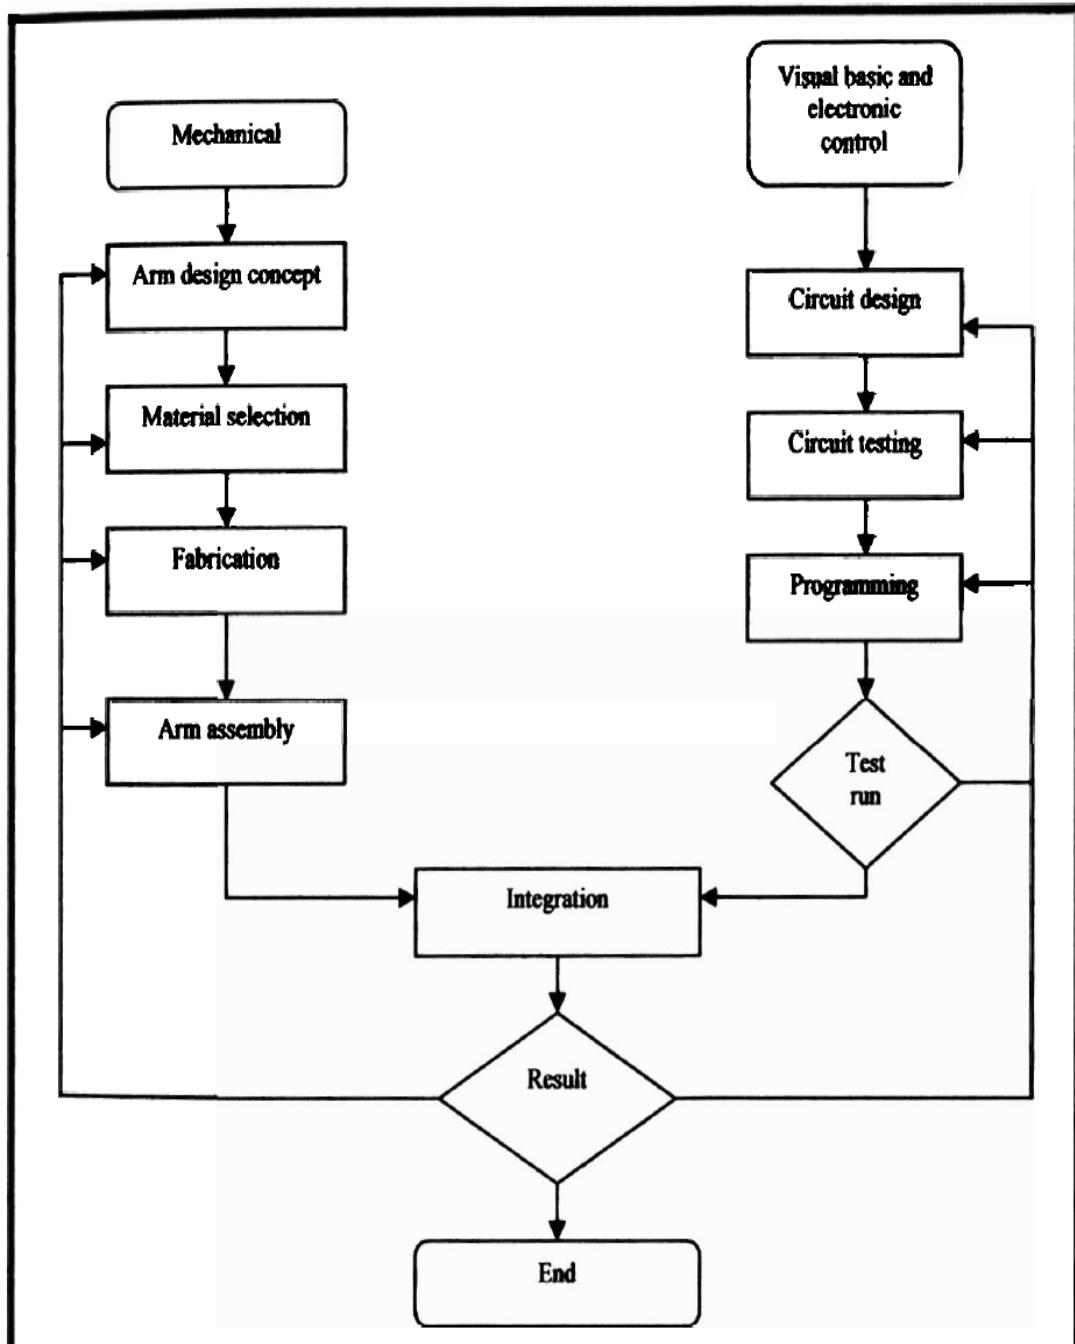 Mechanical
Arm design concept
Material selection
Fabrication
Arm assembly
Visual basic and
electronic
control
Circuit design
Circuit testing
Programming
Test
run
Integration
Result
End